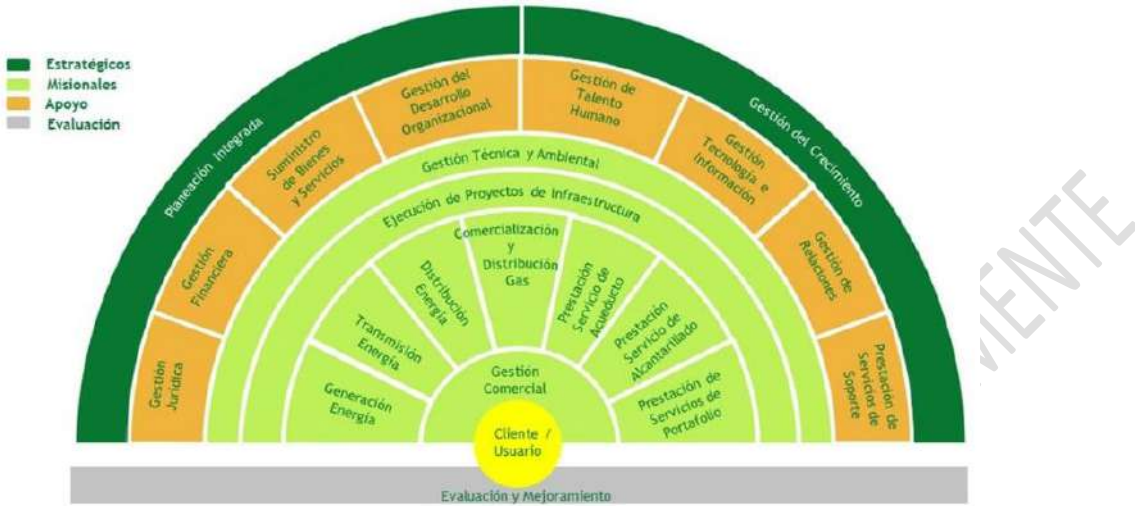 Estratégicos
Misionales
Apoyo
Evaluación
Planeación Integrada
Gestión del Crecimiento
Gestión
Jurídica
Gestión
Financiera
Suministro
de Bienes
y Servicios
Gestión del
Desarrollo
Organizacional
Gestión de
Talento
Humano
Gestión
Tecnología e
Información
Gestión de
Relaciones
Prestación de
Servicios de
Soporte
Gestión Técnica y Ambiental
Ejecución de Proyectos de Infraestructura
Generación
Energía
Transmisión
Energía
Distribución
Energía
Comercialización
y
Distribución
Gas
Prestación
Servicio de
Acueducto
Prestación
Servicio de
Alcantarillado
Prestación de
Servicios de
Portafolio
Gestión
Comercial
Cliente /
Usuario
Evaluación y Mejoramiento